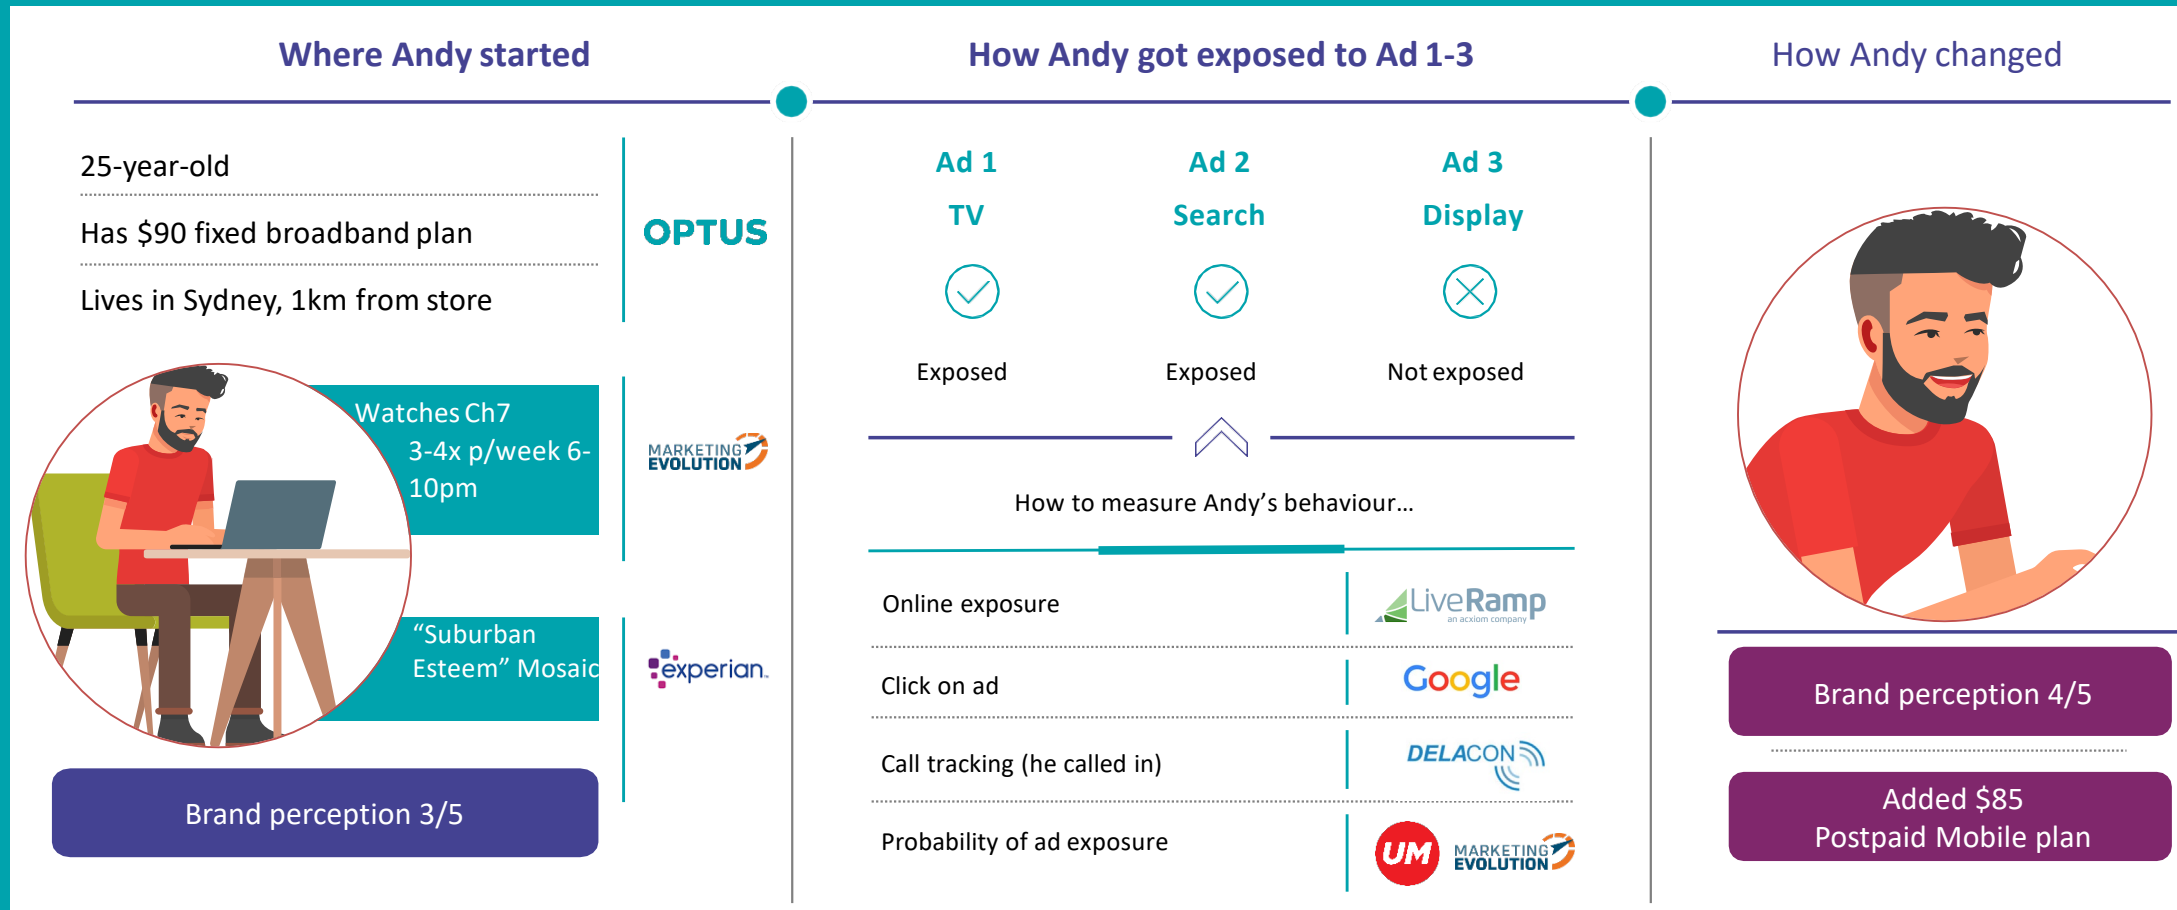 Where Andy started
How Andy got exposed to Ad 1-3
How Andy changed
25-year-old
Has $90 fixed broadband plan
Lives in Sydney, 1km from store
OPTUS
Watches Ch7
3-4x p/week 6-
10pm
MARKETING
EVOLUTION
“Suburban
Esteem” Mosaic
experian.
Brand perception 3/5
Ad 1
TV
Exposed
Ad 2
Search
Exposed
Ad 3
Display
Not exposed
How to measure Andy’s behaviour...
Online exposure
LiveRamp
an acxiom company
Click on ad
Google
Call tracking (he called in)
DELACON
Probability of ad exposure
UM
MARKETING
EVOLUTION
Brand perception 4/5
Added $85
Postpaid Mobile plan